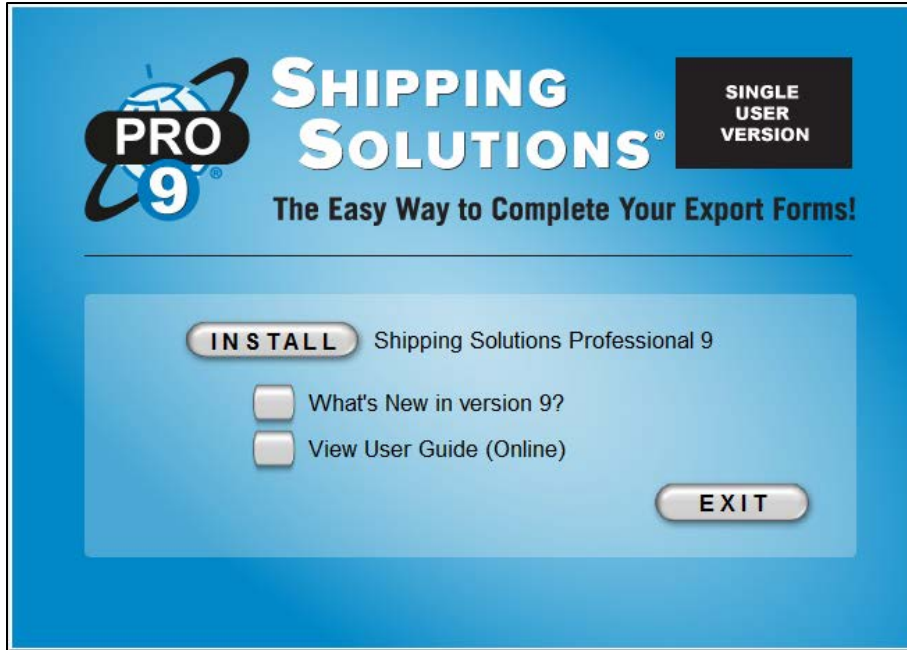 PRO
9®
SHIPPING
SOLUTIONS®
SINGLE
USER
VERSION
The Easy Way to Complete Your Export Forms!
INSTALL Shipping Solutions Professional 9
What's New in version 9?
View User Guide (Online)
EXIT